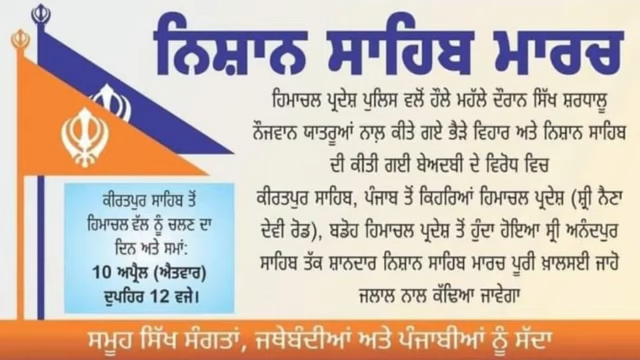 ਨਿਸ਼ਾਨ ਸਾਹਿਬ ਮਾਰਚ
ਹਿਮਾਚਲ ਪ੍ਰਦੇਸ਼ ਪੁਲਿਸ ਵਲੋਂ ਹੌਲੇ ਮਹੱਲੇ ਦੌਰਾਨ ਸਿੱਖ ਸ਼ਰਧਾਲੂ
ਨੌਜਵਾਨ ਯਾਤਰੂਆਂ ਨਾਲ਼ ਕੀਤੇ ਗਏ ਭੈੜੇ ਵਿਹਾਰ ਅਤੇ ਨਿਸ਼ਾਨ ਸਾਹਿਬ
ਦੀ ਕੀਤੀ ਗਈ ਬੇਅਦਬੀ ਦੇ ਵਿਰੋਧ ਵਿਚ
ਕੀਰਤਪੁਰ ਸਾਹਿਬ, ਪੰਜਾਬ ਤੋਂ ਕਿਹਰਿਆਂ ਹਿਮਾਚਲ ਪ੍ਰਦੇਸ਼ (ਸ਼੍ਰੀ ਨੈਣਾ
ਦੇਵੀ ਰੋਡ), ਬਡੋਹ ਹਿਮਾਚਲ ਪ੍ਰਦੇਸ਼ ਤੋਂ ਹੁੰਦਾ ਹੋਇਆ ਸ੍ਰੀ ਅਨੰਦਪੁਰ
ਸਾਹਿਬ ਤੱਕ ਸ਼ਾਨਦਾਰ ਨਿਸ਼ਾਨ ਸਾਹਿਬ ਮਾਰਚ ਪੂਰੀ ਖ਼ਾਲਸਈ ਜਾਹੋ
ਜਲਾਲ ਨਾਲ ਕੱਢਿਆ ਜਾਵੇਗਾ
ਕੀਰਤਪੁਰ ਸਾਹਿਬ ਤੋਂ
ਹਿਮਾਚਲ ਵੱਲ ਨੂੰ ਚਲਣ ਦਾ
ਦਿਨ ਅਤੇ ਸਮਾਂ:
10 ਅਪ੍ਰੈਲ (ਐਤਵਾਰ)
ਦੁਪਹਿਰ 12 ਵਜੇ।
ਸਮੂਹ ਸਿੱਖ ਸੰਗਤਾਂ, ਜਥੇਬੰਦੀਆਂ ਅਤੇ ਪੰਜਾਬੀਆਂ ਨੂੰ ਸੱਦਾ